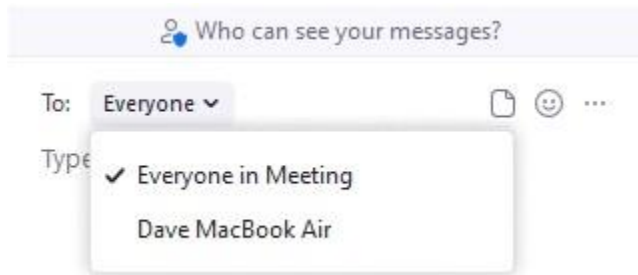 Who can see your messages?
To: Everyone
Type
Everyone in Meeting
Dave MacBook Air